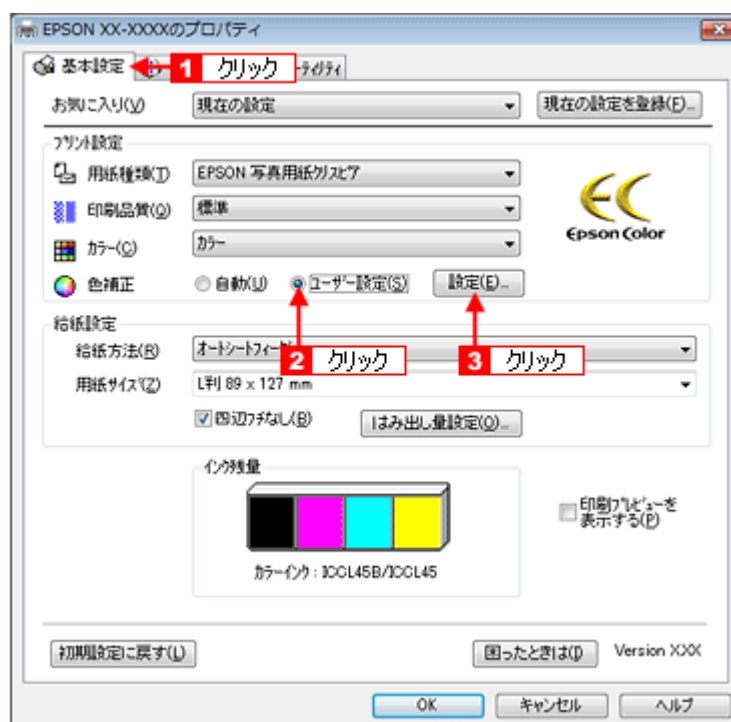 EPSON XX-XXXXのプロパティ
基本設定
1 クリック
ーティリティ
お気に入り(V) 現在の設定 現在の設定を登録(F)...
プリント設定
用紙種類(T) EPSON 写真用紙クリスピア
印刷品質(Q) 標準
カラー(C) カラー
色補正 自動(U) ユーザー設定(S) 設定(E)...
Epson Color
給紙設定
給紙方法(R) オートシートフィーダ
2 クリック
3 クリック
用紙サイズ(Z) L判 89 x 127 mm
四辺フチなし(B) はみ出し量設定(O)...
インク残量
カラーインク : ICCL45B/ICCL45
印刷プレビューを
表示する(P)
初期設定に戻す(L) 困ったときは(I) Version X.XX
OK キャンセル ヘルプ